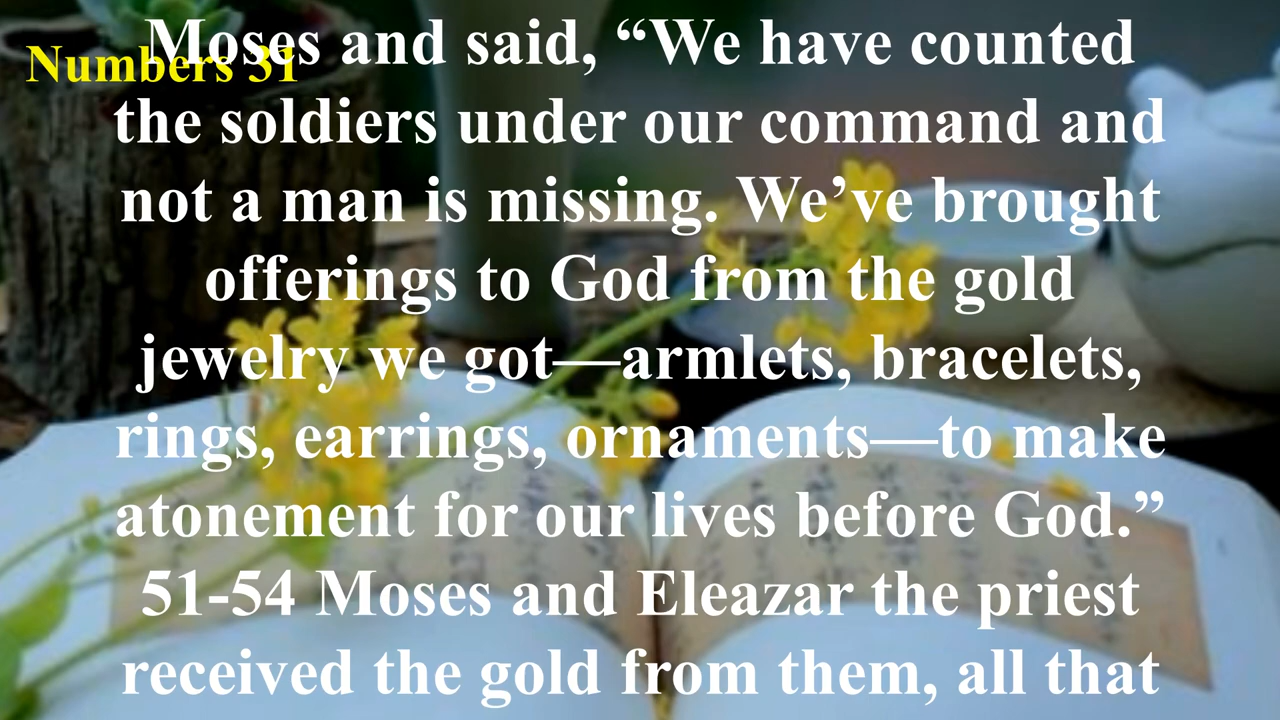 Numbers 31
Moses and said, “We have counted
the soldiers under our command and
not a man is missing. We’ve brought
offerings to God from the gold
jewelry we got—armlets, bracelets,
rings, earrings, ornaments—to make
atonement for our lives before God.”
51-54 Moses and Eleazar the priest
received the gold from them, all that